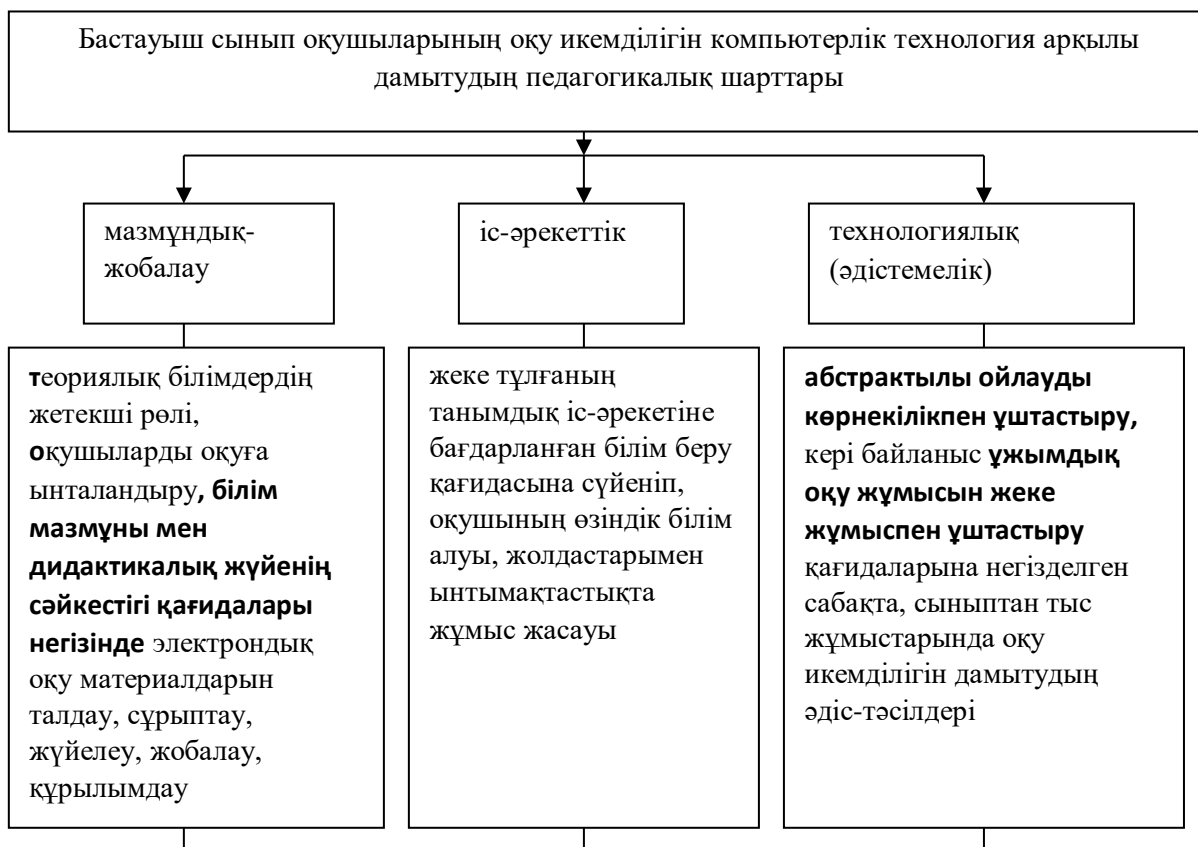 Бастауыш сынып оқушыларының оқу икемділігін компьютерлік технология арқылы
дамытудың педагогикалық шарттары
мазмұндық-
жобалау
іс-әрекеттік
технологиялық
(әдістемелік)
теориялық білімдердің
жетекші рөлі,
оқушыларды оқуға
ынталандыру, білім
мазмұны мен
дидактикалық жүйенің
сәйкестігі қағидалары
негізінде электрондық
оқу материалдарын
талдау, сұрыптау,
жүйелеу, жобалау,
құрылымдау
жеке тұлғаның
танымдық іс-әрекетіне
бағдарланған білім беру
қағидасына сүйеніп,
оқушының өзіндік білім
алуы, жолдастарымен
ынтымақтастықта
жұмыс жасауы
абстрактылы ойлауды
көрнекілікпен ұштастыру,
кері байланыс ұжымдық
оқу жұмысын жеке
жұмыспен ұштастыру
қағидаларына негізделген
сабақта, сыныптан тыс
жұмыстарында оқу
икемділігін дамытудың
әдіс-тәсілдері